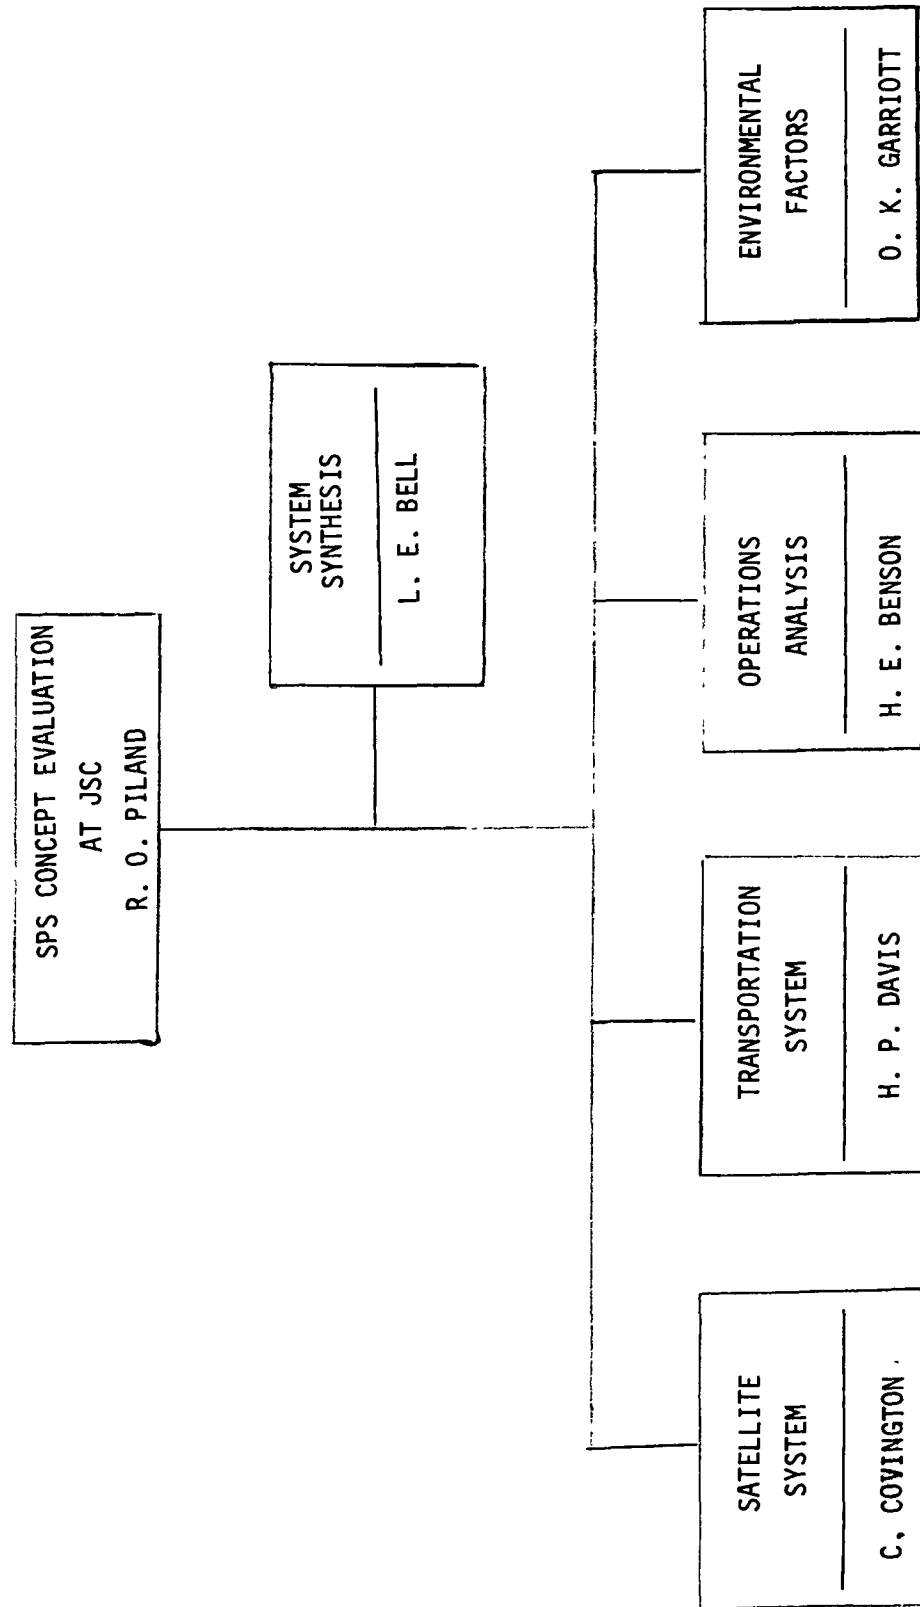 SPS CONCEPT EVALUATION
AT JSC
R. O. PILAND
SYSTEM
SYNTHESIS
L. E. BELL
SATELLITE
SYSTEM
C, COVINGTON
TRANSPORTATION
SYSTEM
H. P. DAVIS
OPERATIONS
ANALYSIS
H. E. BENSON
ENVIRONMENTAL
FACTORS
O. K. GARRIOTT